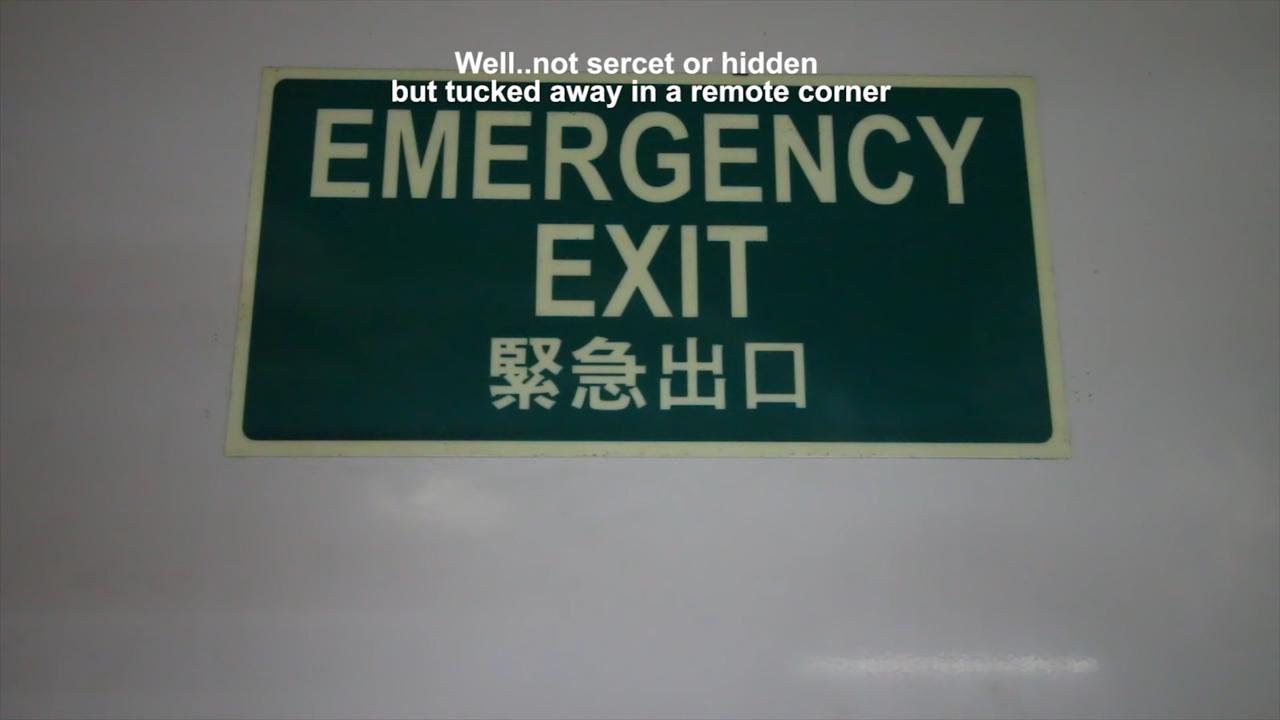 Well..not sercet or hidden
but tucked away in a remote corner
EMERGENCY
EXIT
緊急出口